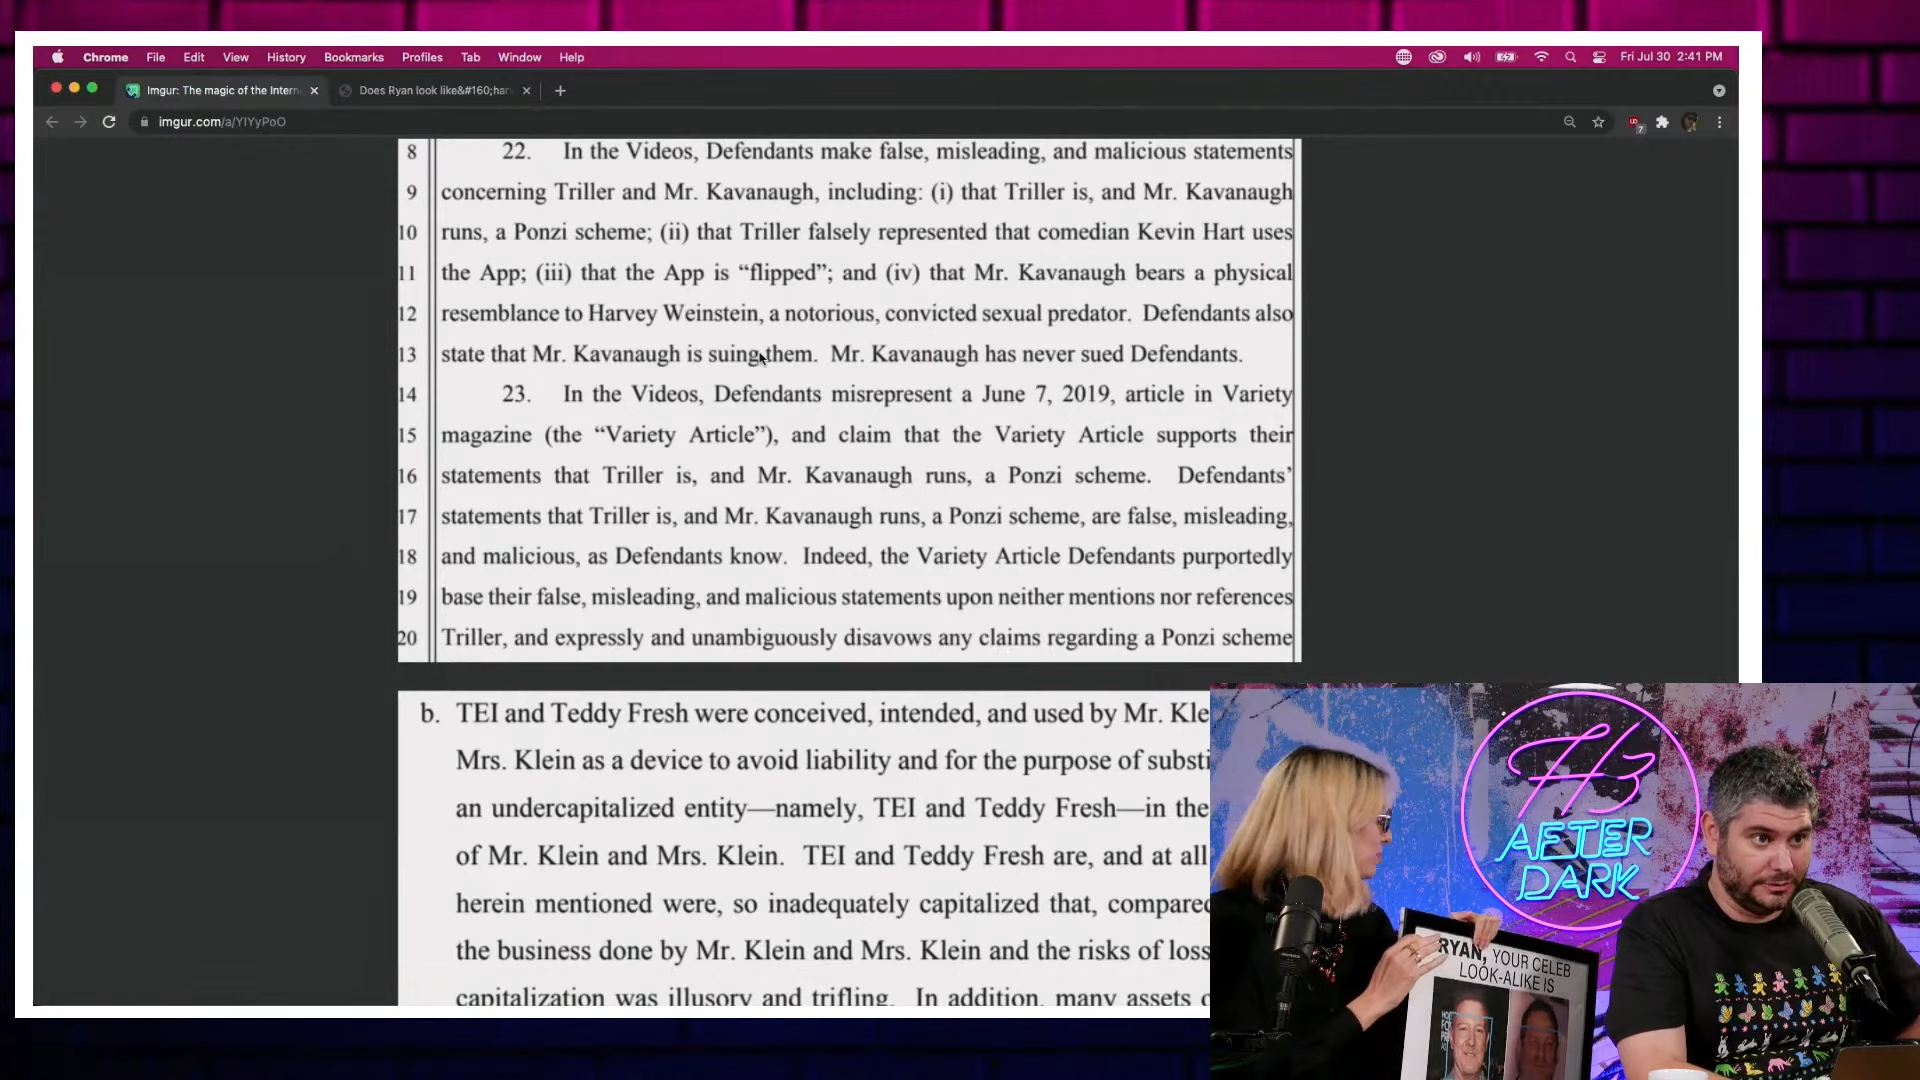 Chrome File Edit View History Bookmarks Profiles Tab Window Help Fri Jul 30 2:41 PM
Imgur: The magic of the Intern Does Ryan look like&#160;har
imgur.com/a/YIYyPoO
8 22. In the Videos, Defendants make false, misleading, and malicious statements
9 concerning Triller and Mr. Kavanaugh, including: (i) that Triller is, and Mr. Kavanaugh
10 runs, a Ponzi scheme; (ii) that Triller falsely represented that comedian Kevin Hart uses
11 the App; (iii) that the App is “flipped”; and (iv) that Mr. Kavanaugh bears a physical
12 resemblance to Harvey Weinstein, a notorious, convicted sexual predator. Defendants also
13 state that Mr. Kavanaugh is suing them. Mr. Kavanaugh has never sued Defendants.
14 23. In the Videos, Defendants misrepresent a June 7, 2019, article in Variety
15 magazine (the “Variety Article”), and claim that the Variety Article supports their
16 statements that Triller is, and Mr. Kavanaugh runs, a Ponzi scheme. Defendants’
17 statements that Triller is, and Mr. Kavanaugh runs, a Ponzi scheme, are false, misleading,
18 and malicious, as Defendants know. Indeed, the Variety Article Defendants purportedly
19 base their false, misleading, and malicious statements upon neither mentions nor references
20 Triller, and expressly and unambiguously disavows any claims regarding a Ponzi scheme
b. TEI and Teddy Fresh were conceived, intended, and used by Mr. Kle
Mrs. Klein as a device to avoid liability and for the purpose of substi
an undercapitalized entity—namely, TEI and Teddy Fresh—in the
of Mr. Klein and Mrs. Klein. TEI and Teddy Fresh are, and at all
herein mentioned were, so inadequately capitalized that, compared
the business done by Mr. Klein and Mrs. Klein and the risks of loss
capitalization was illusory and trifling. In addition, many assets o
H3
AFTER
DARK
RYAN, YOUR CELEB
LOOK-ALIKE IS